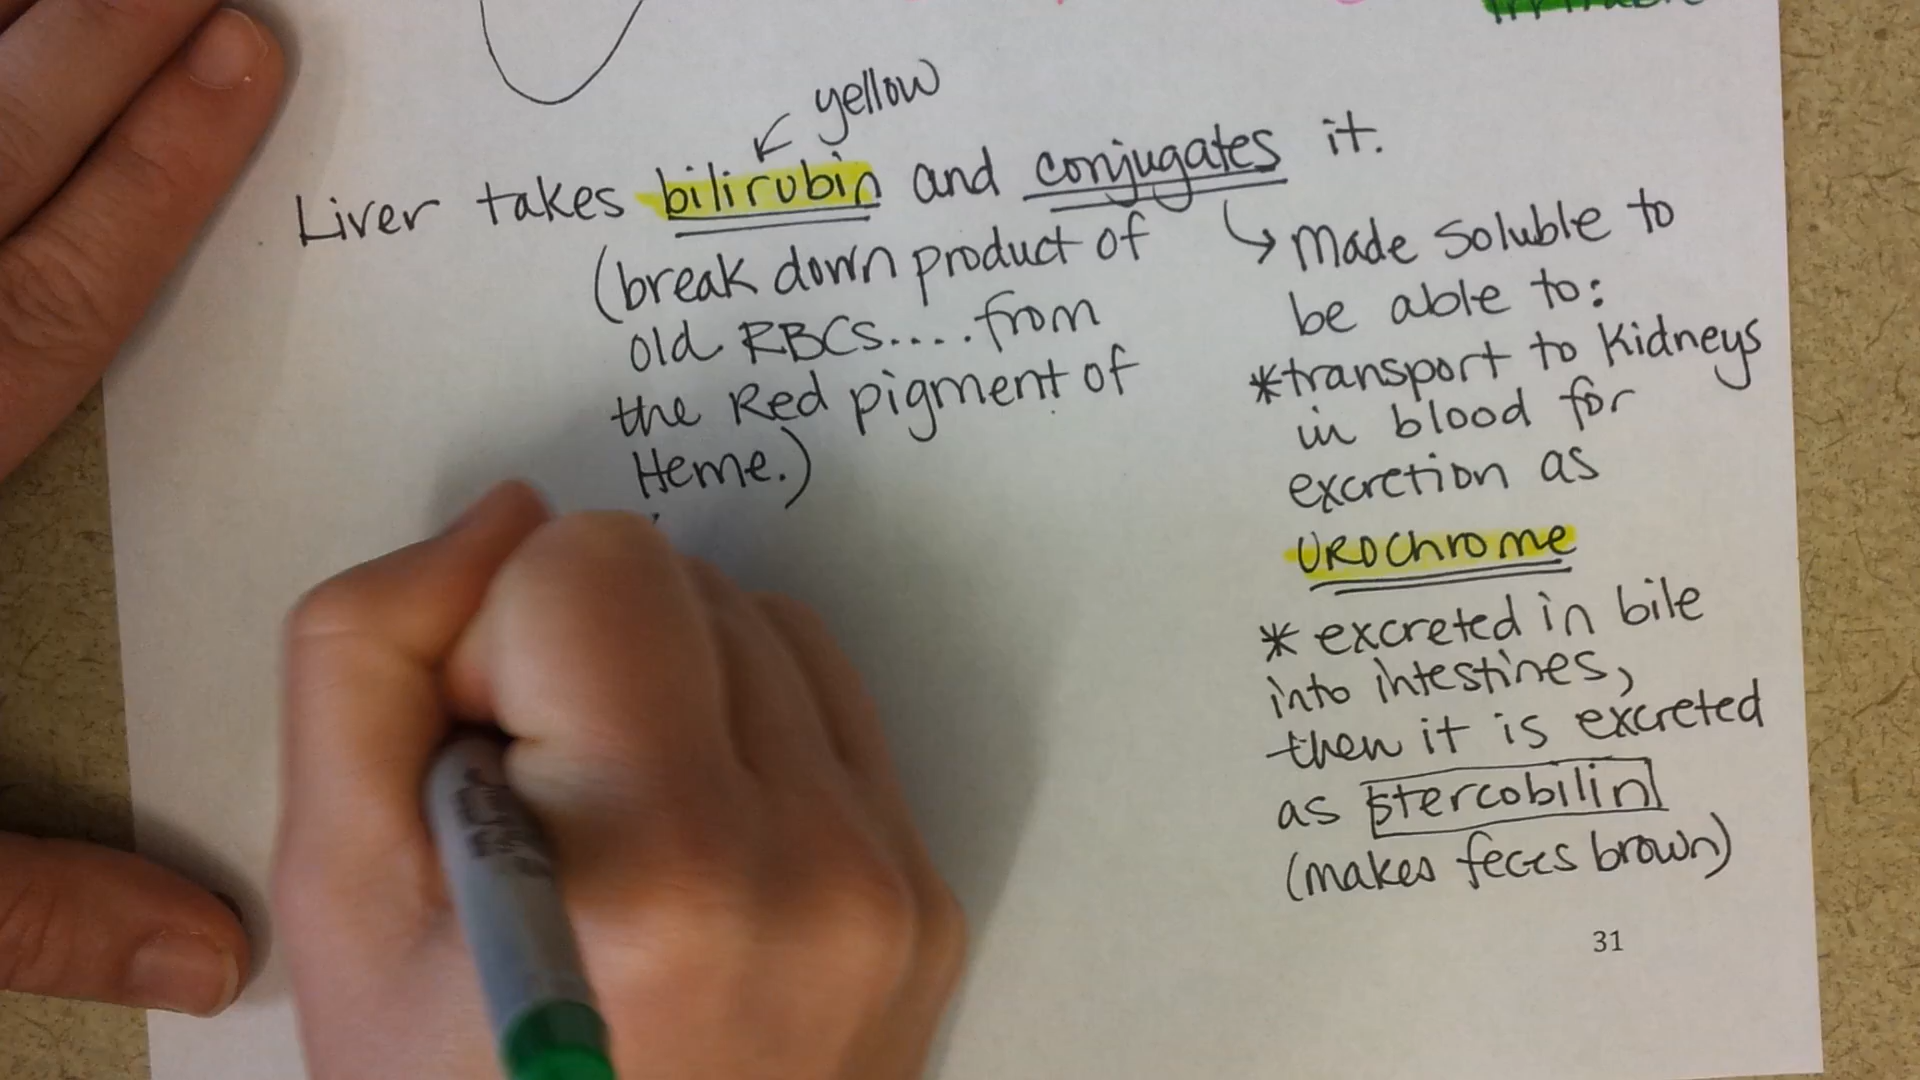 yellow
Liver takes bilirubin and conjugates it.
(break down product of
old RBCs....from
the Red pigment of
Heme.)
Made soluble to
be able to:
*transport to Kidneys
in blood for
excretion as
UROChrome
* excreted in bile
into intestines,
then it is excreted
as stercobilin
(makes feces brown)
31